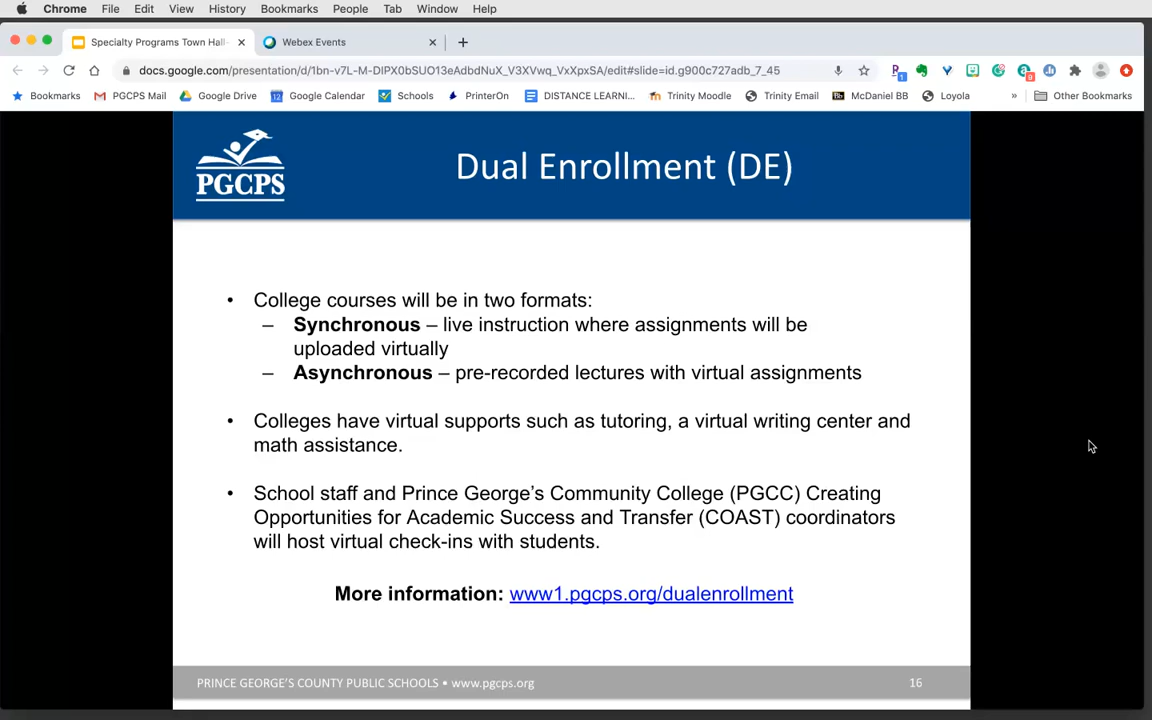 Chrome File Edit View History Bookmarks People Tab Window Help
Specialty Programs Town Hall- Webex Events
docs.google.com/presentation/d/1bn-v7L-M-DIPX0bSUO13eAdbdNuX_V3XVwq_VxXpxSA/edit#slide=id.g900c727adb_7_45
Bookmarks PGCPS Mail Google Drive Google Calendar Schools PrinterOn DISTANCE LEARNI... Trinity Moodle Trinity Email McDaniel BB Loyola » Other Bookmarks
PGCPS
Dual Enrollment (DE)
• College courses will be in two formats:
– Synchronous – live instruction where assignments will be
uploaded virtually
– Asynchronous – pre-recorded lectures with virtual assignments
• Colleges have virtual supports such as tutoring, a virtual writing center and
math assistance.
• School staff and Prince George’s Community College (PGCC) Creating
Opportunities for Academic Success and Transfer (COAST) coordinators
will host virtual check-ins with students.
More information: www1.pgcps.org/dualenrollment
PRINCE GEORGE’S COUNTY PUBLIC SCHOOLS • www.pgcps.org 16